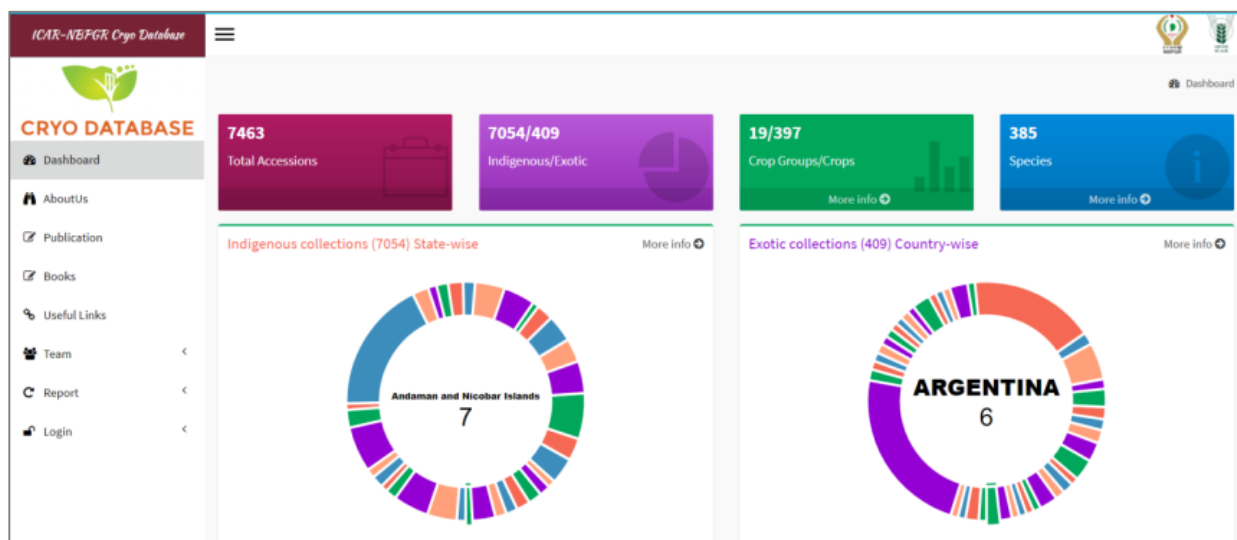 ICAR-NBPGR Cryo Database
CRYO DATABASE
Dashboard
AboutUs
Publication
Books
Useful Links
Team
Report
Login
Dashboard
7463
Total Accessions
7054/409
Indigenous/Exotic
19/397
Crop Groups/Crops
More info
385
Species
More info
Indigenous collections (7054) State-wise
More info
Andaman and Nicobar Islands
7
Exotic collections (409) Country-wise
More info
ARGENTINA
6